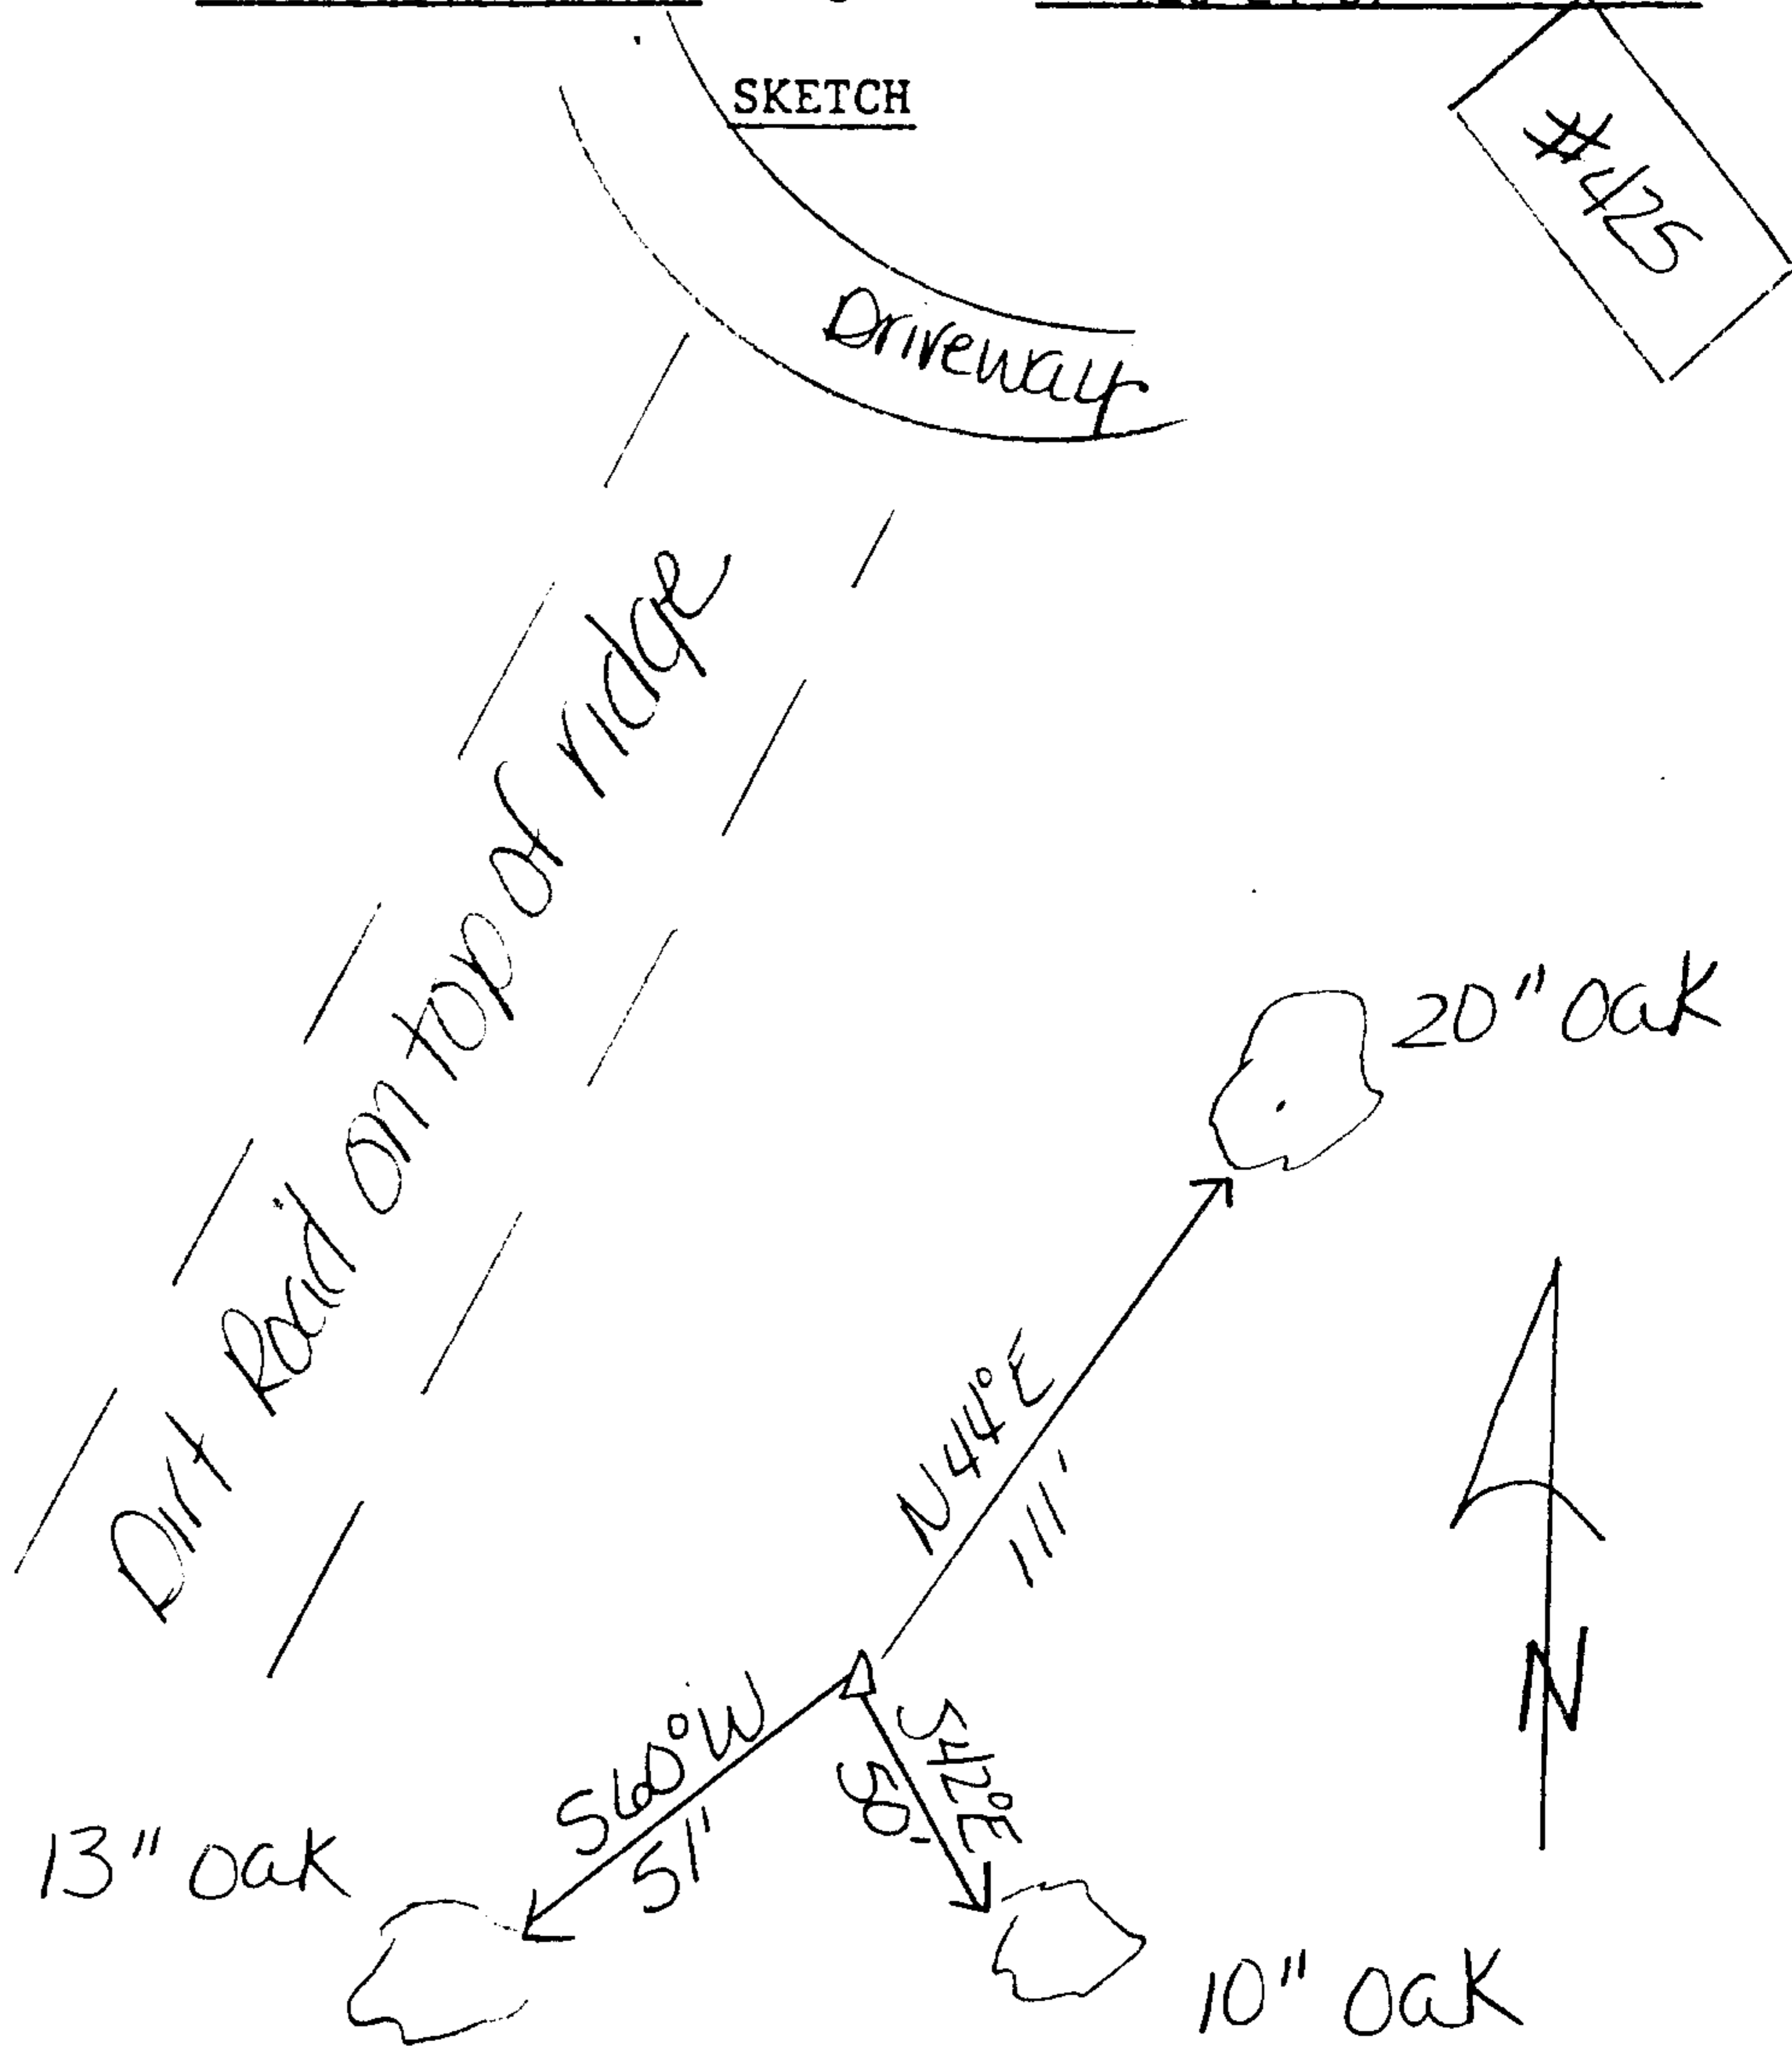 SKETCH
#425
Driveway
Dirt Road on top of ridge
20" Oak
N44°E
111'
S60°W
51'
S42°E
50'
N
13" Oak
10" Oak